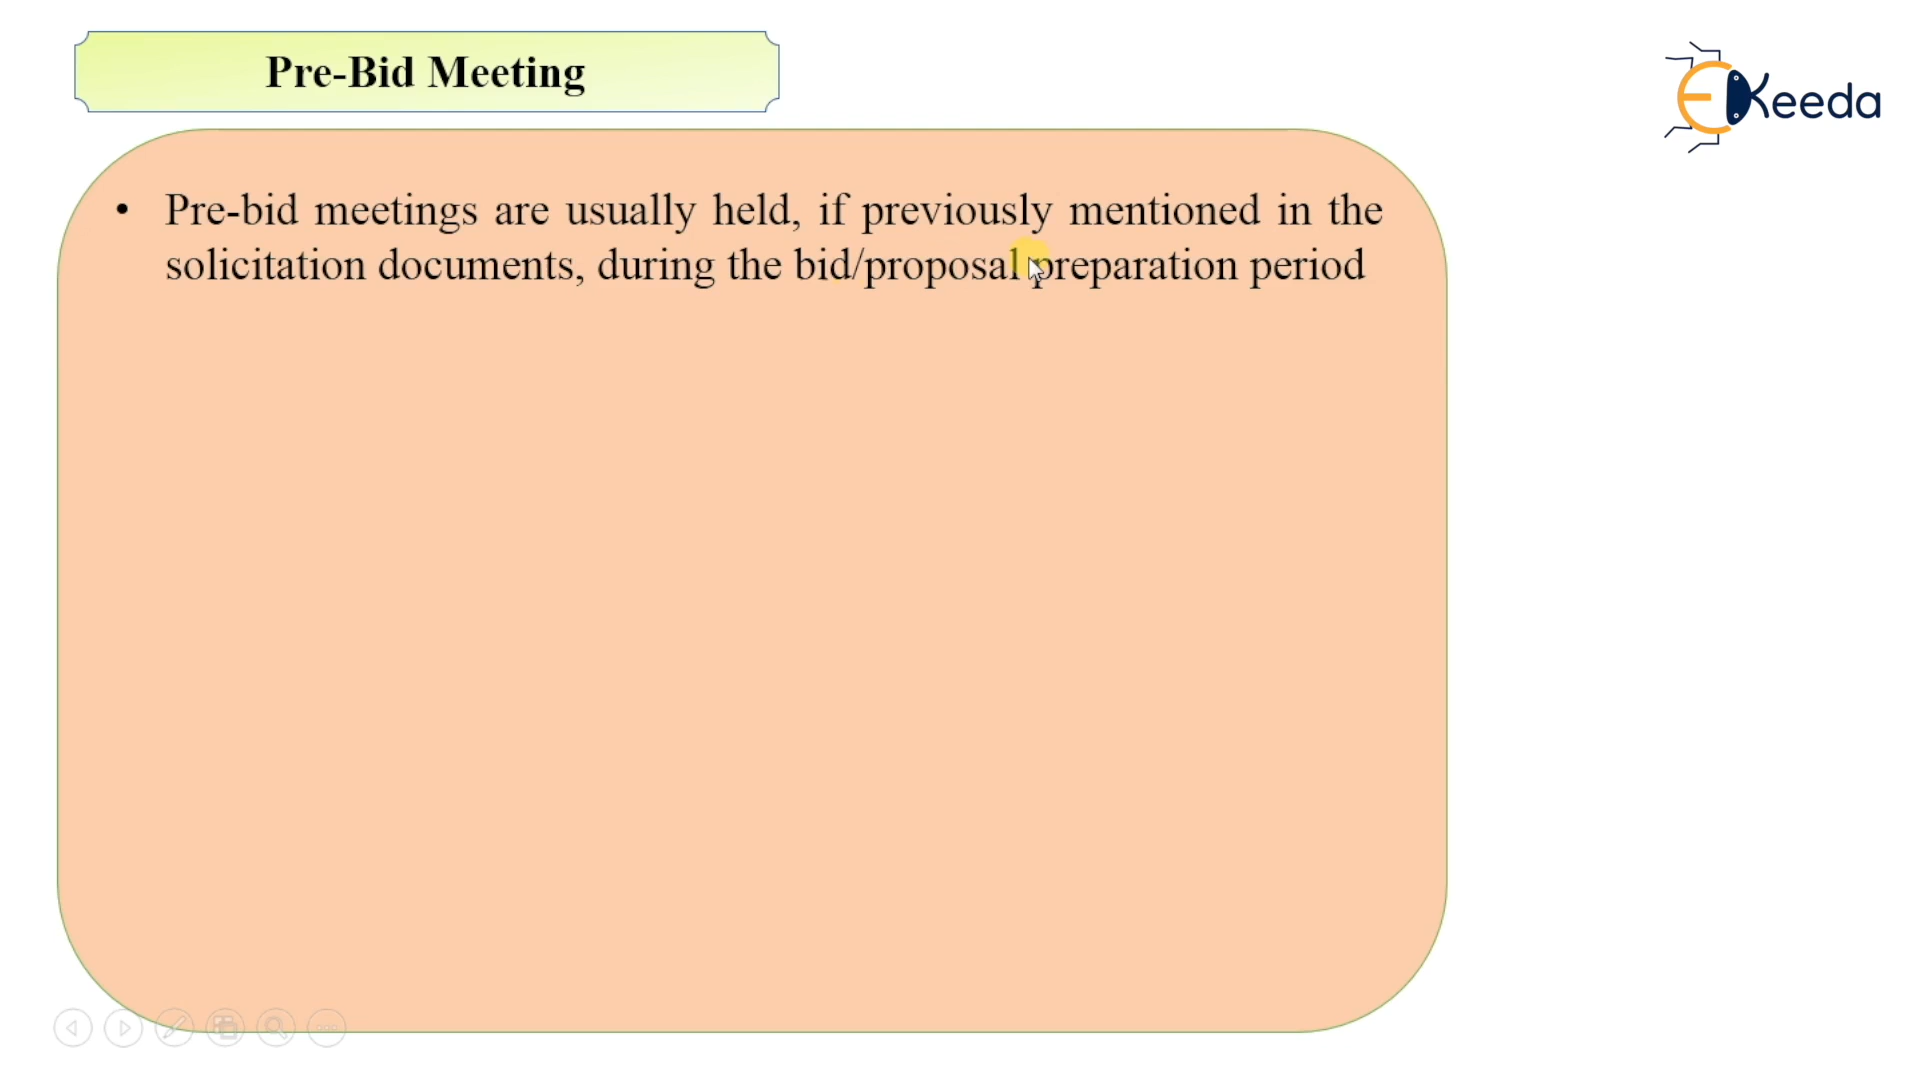 Pre-Bid Meeting
EKeeda
• Pre-bid meetings are usually held, if previously mentioned in the
solicitation documents, during the bid/proposal preparation period